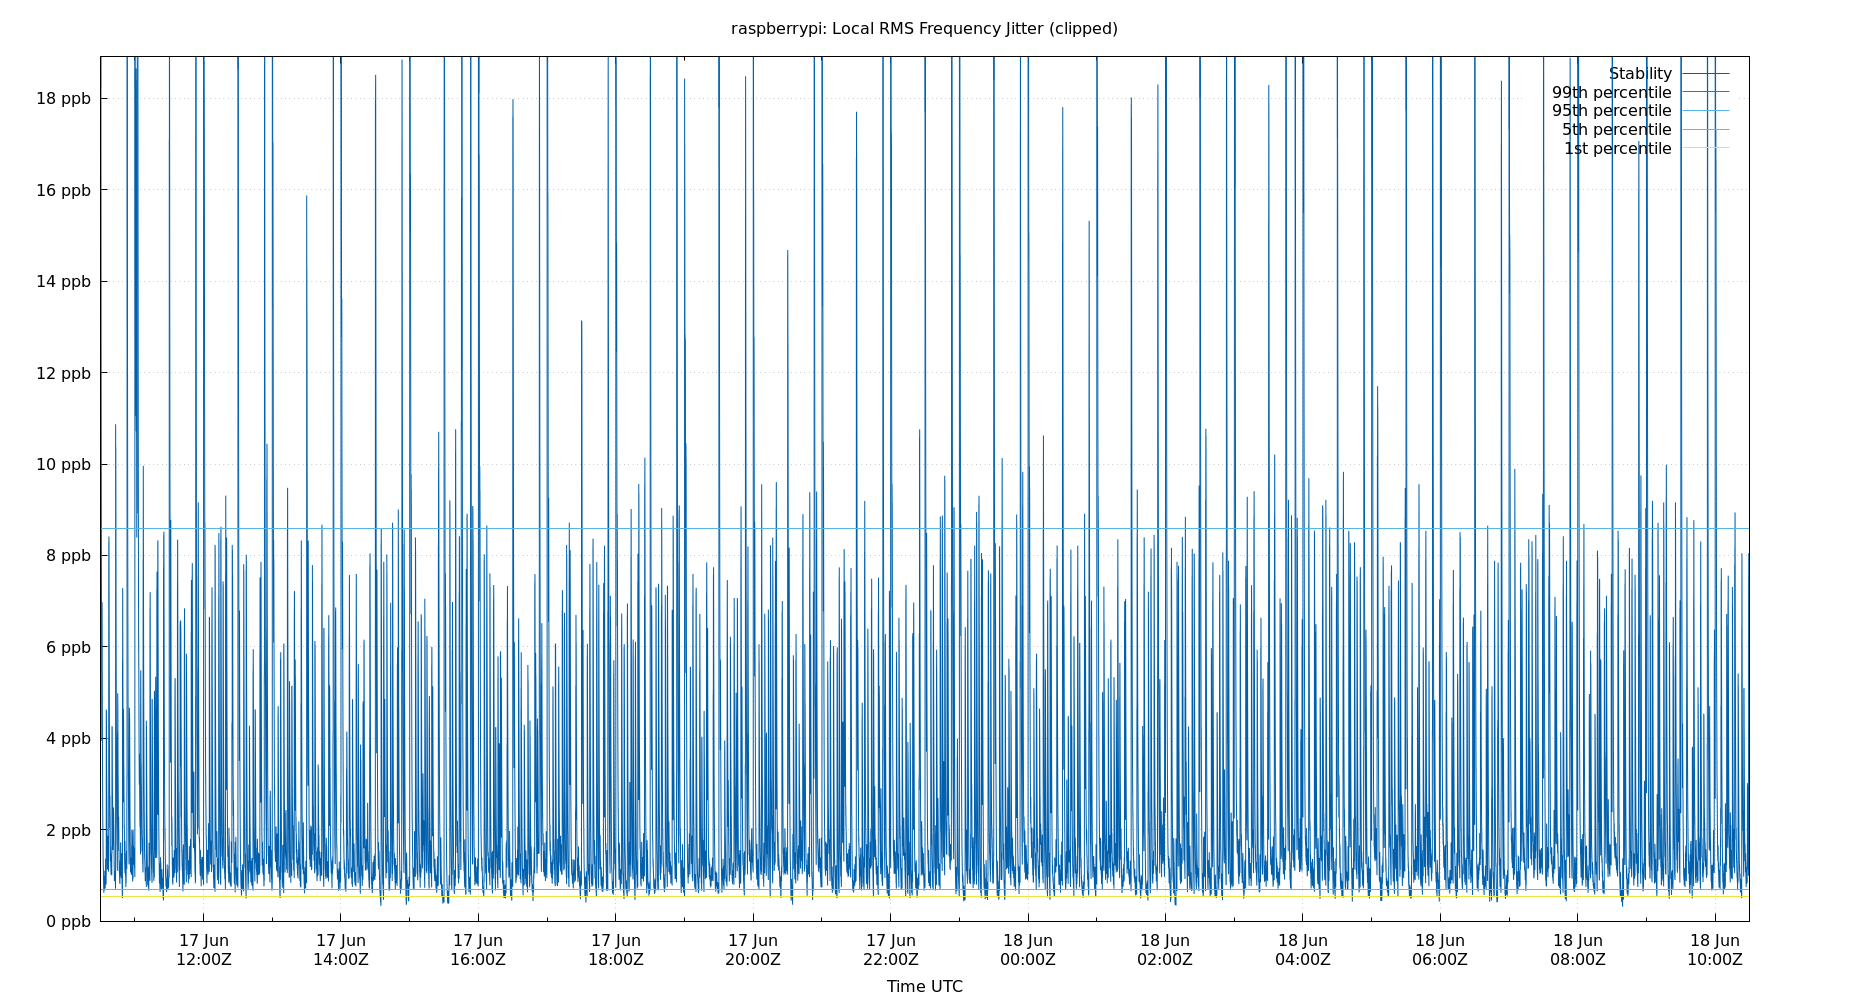 raspberrypi: Local RMS Frequency Jitter (clipped)
Stability
99th percentile
95th percentile
5th percentile
1st percentile
18 ppb
16 ppb
14 ppb
12 ppb
10 ppb
8 ppb
6 ppb
4 ppb
2 ppb
0 ppb
17 Jun 17 Jun 17 Jun 17 Jun 17 Jun 17 Jun 18 Jun 18 Jun 18 Jun 18 Jun 18 Jun 18 Jun
12:00Z 14:00Z 16:00Z 18:00Z 20:00Z 22:00Z 00:00Z 02:00Z 04:00Z 06:00Z 08:00Z 10:00Z
Time UTC